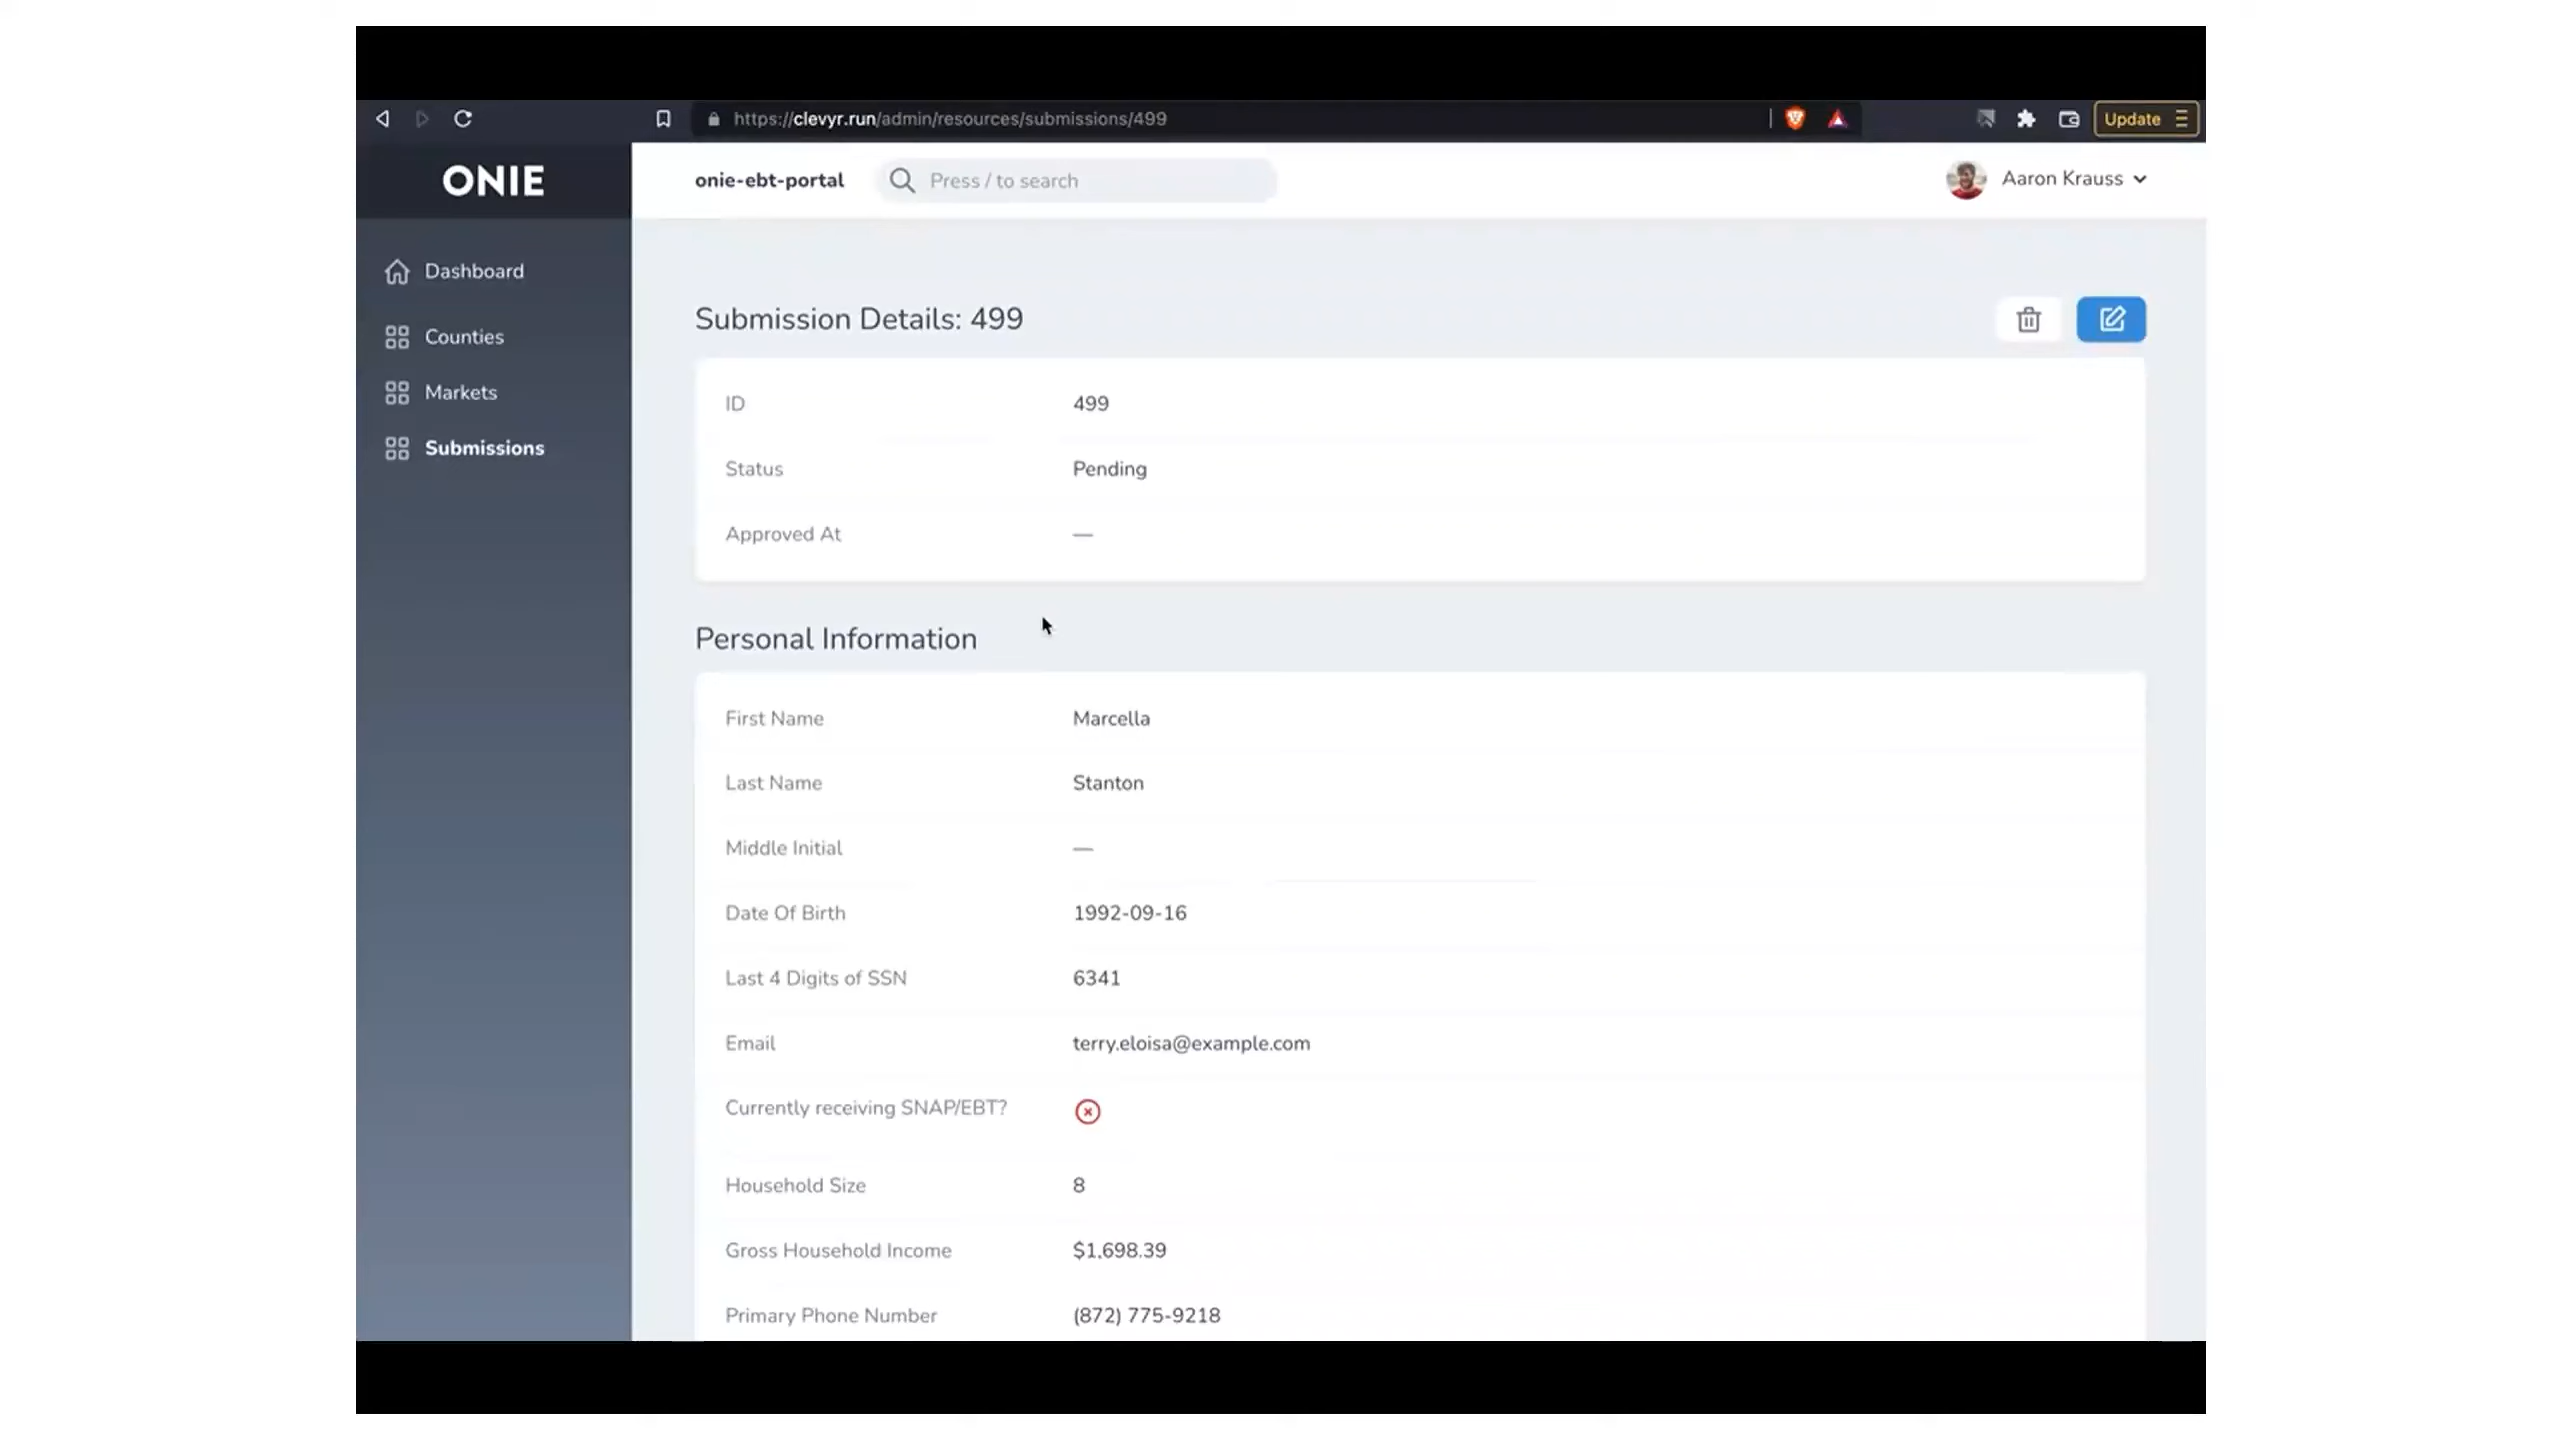 https://clevyr.run/admin/resources/submissions/499
Update
ONIE
onie-ebt-portal
Press / to search
Aaron Krauss
Dashboard
Counties
Markets
Submissions
Submission Details: 499
ID 499
Status Pending
Approved At —
Personal Information
First Name Marcella
Last Name Stanton
Middle Initial —
Date Of Birth 1992-09-16
Last 4 Digits of SSN 6341
Email terry.eloisa@example.com
Currently receiving SNAP/EBT?
Household Size 8
Gross Household Income $1,698.39
Primary Phone Number (872) 775-9218